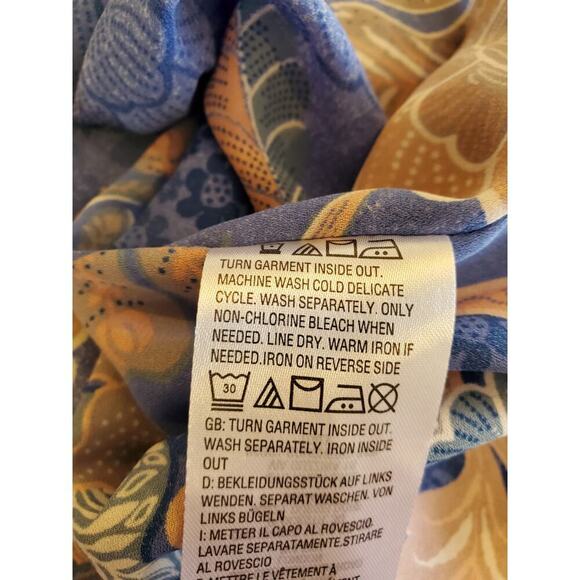 TURN GARMENT INSIDE OUT.
MACHINE WASH COLD DELICATE
CYCLE. WASH SEPARATELY. ONLY
NON-CHLORINE BLEACH WHEN
NEEDED. LINE DRY. WARM IRON IF
NEEDED.IRON ON REVERSE SIDE
30
GB: TURN GARMENT INSIDE OUT.
WASH SEPARATELY. IRON INSIDE
OUT
D: BEKLEIDUNGSSTÜCK AUF LINKS
WENDEN. SEPARAT WASCHEN. VON
LINKS BÜGELN
I: METTER IL CAPO AL ROVESCIO.
LAVARE SEPARATAMENTE.STIRARE
AL ROVESCIO
METTRE LE VÊTEMENT À